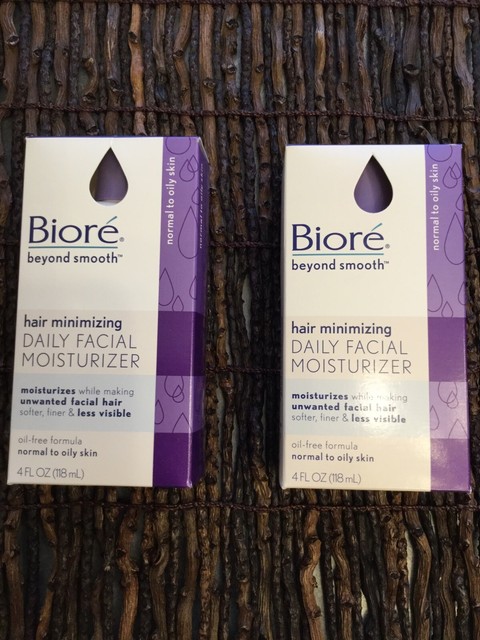 normal to oily skin
Bioré®
beyond smooth™
hair minimizing
DAILY FACIAL
MOISTURIZER
moisturizes while making
unwanted facial hair
softer, finer & less visible
oil-free formula
normal to oily skin
4 FL OZ (118 mL)
normal to oily skin
Bioré®
beyond smooth™
hair minimizing
DAILY FACIAL
MOISTURIZER
moisturizes while making
unwanted facial hair
softer, finer & less visible
oil-free formula
normal to oily skin
4 FL OZ (118 mL)